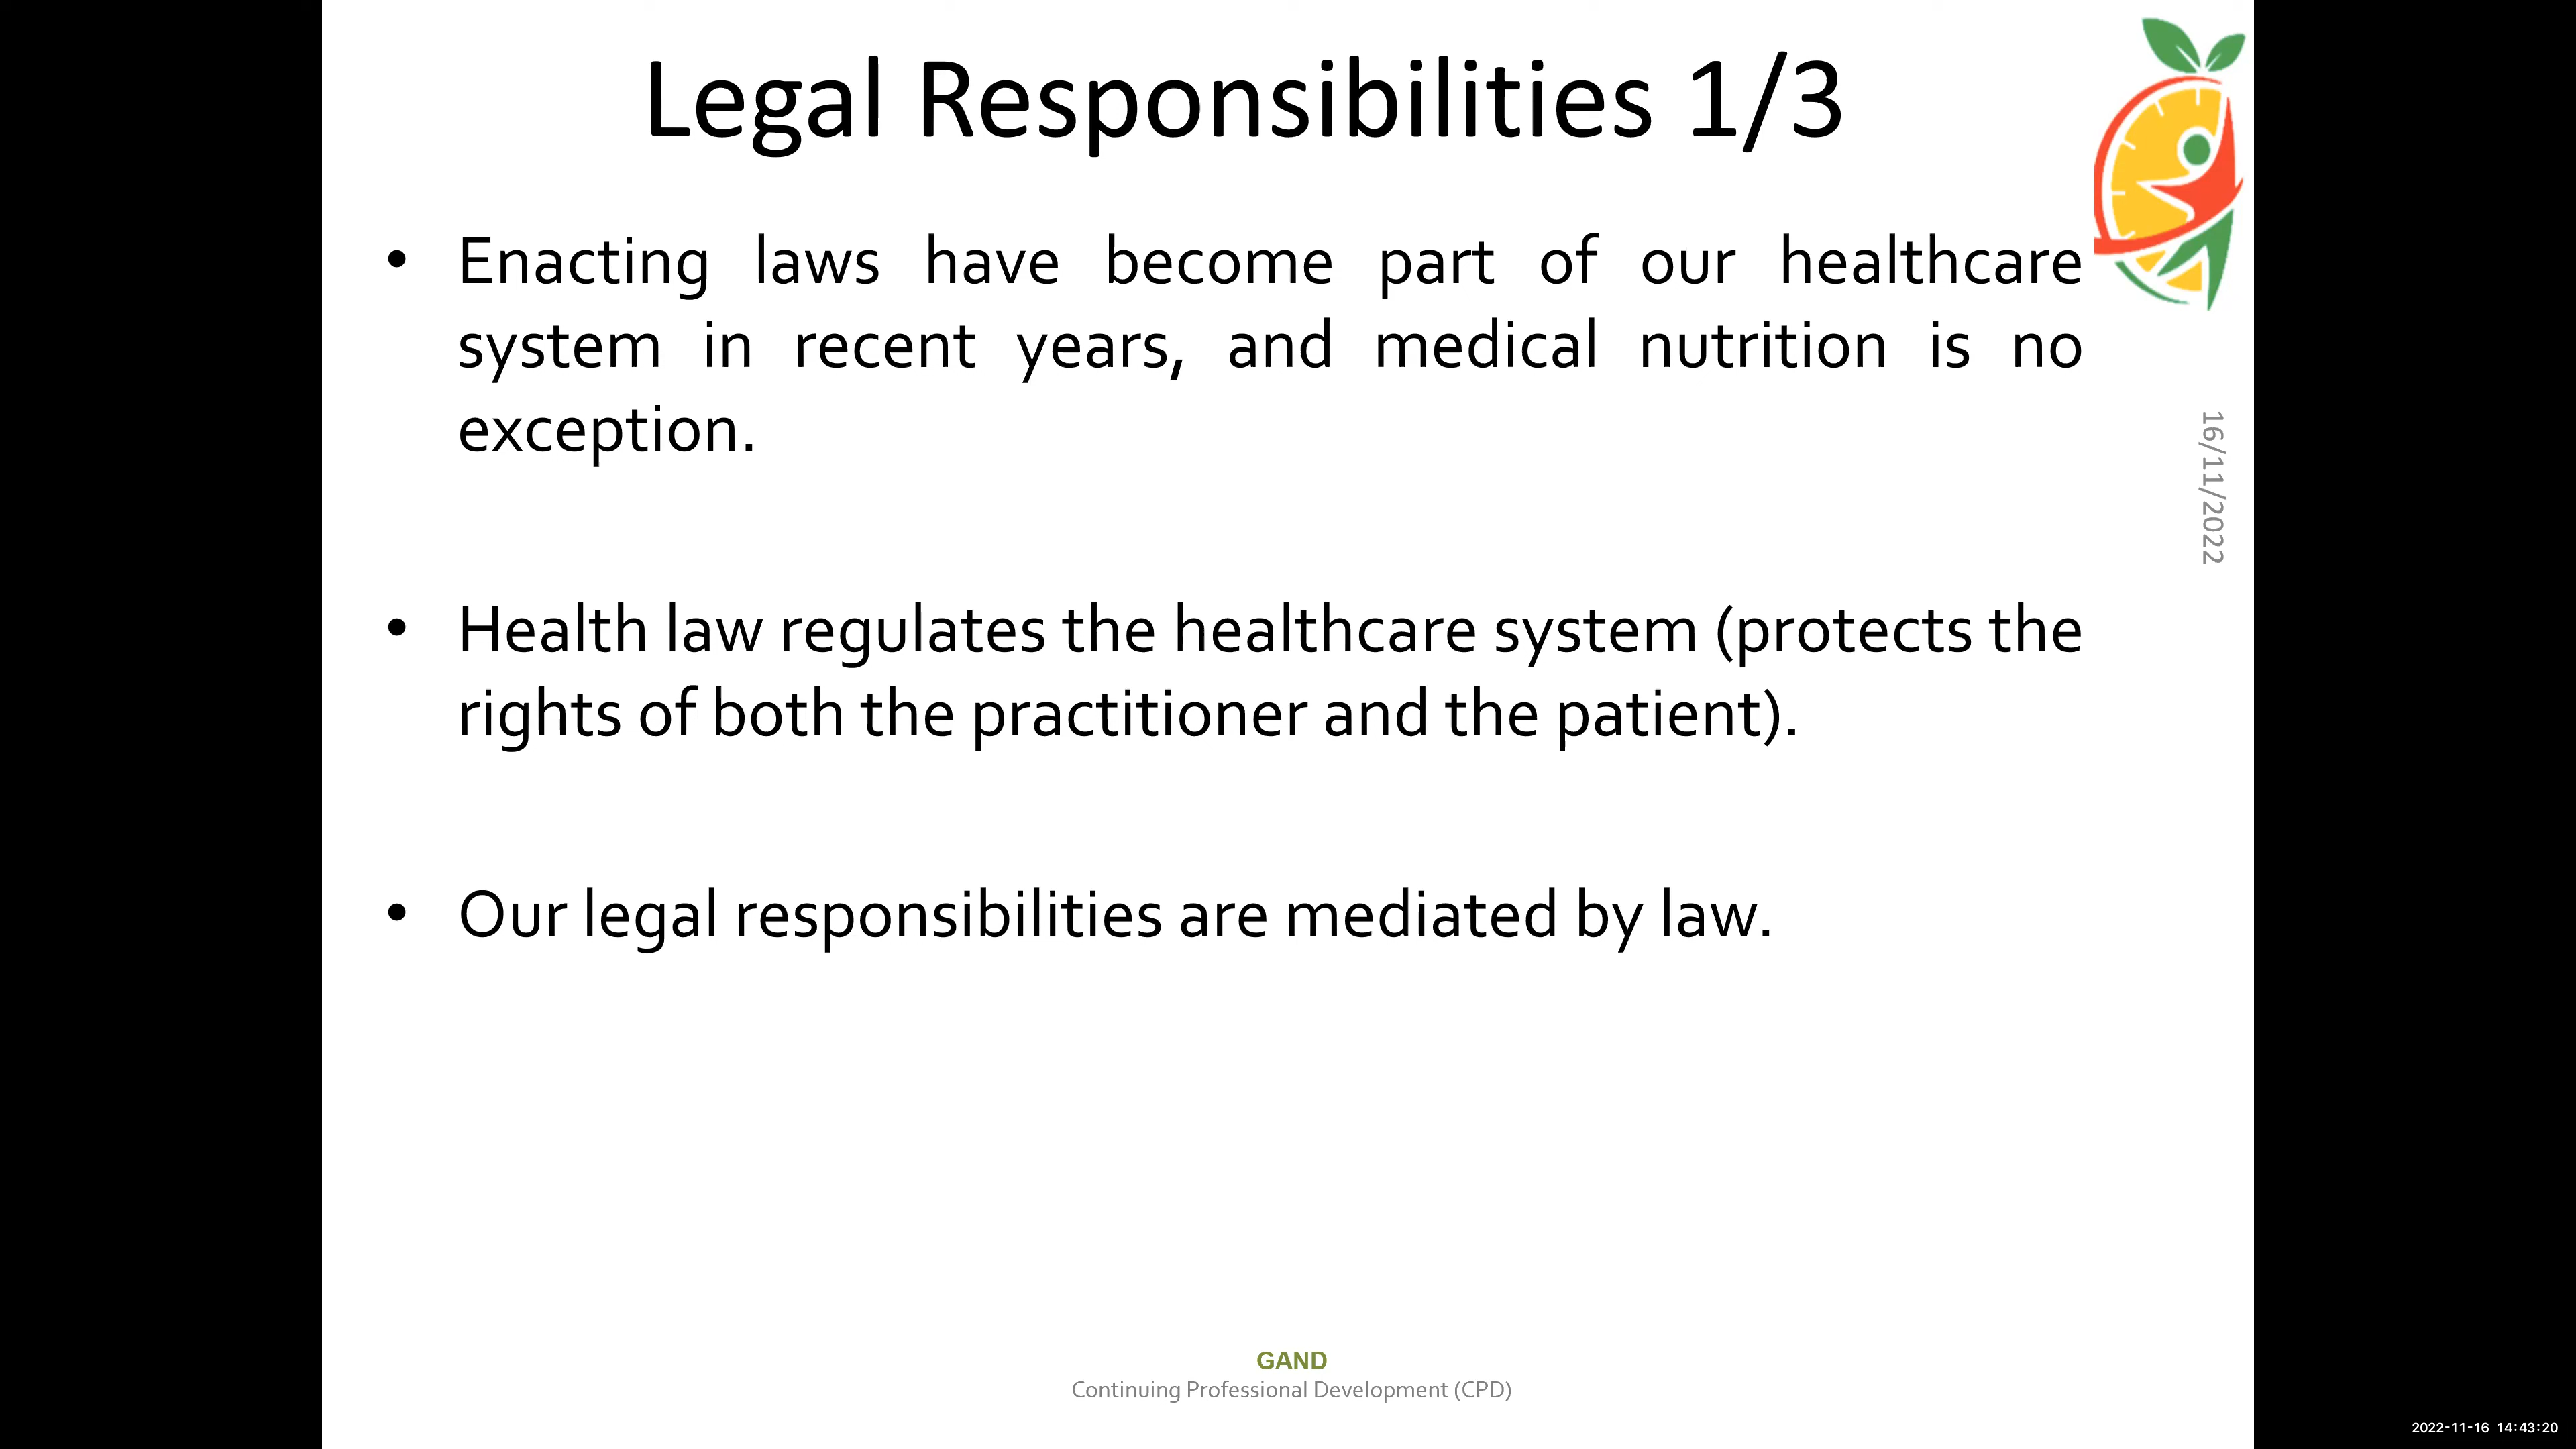 Legal Responsibilities 1/3
• Enacting laws have become part of our healthcare
system in recent years, and medical nutrition is no
exception.
• Health law regulates the healthcare system (protects the
rights of both the practitioner and the patient).
• Our legal responsibilities are mediated by law.
16/11/2022
GAND
Continuing Professional Development (CPD)
2022-11-16 14:43:20